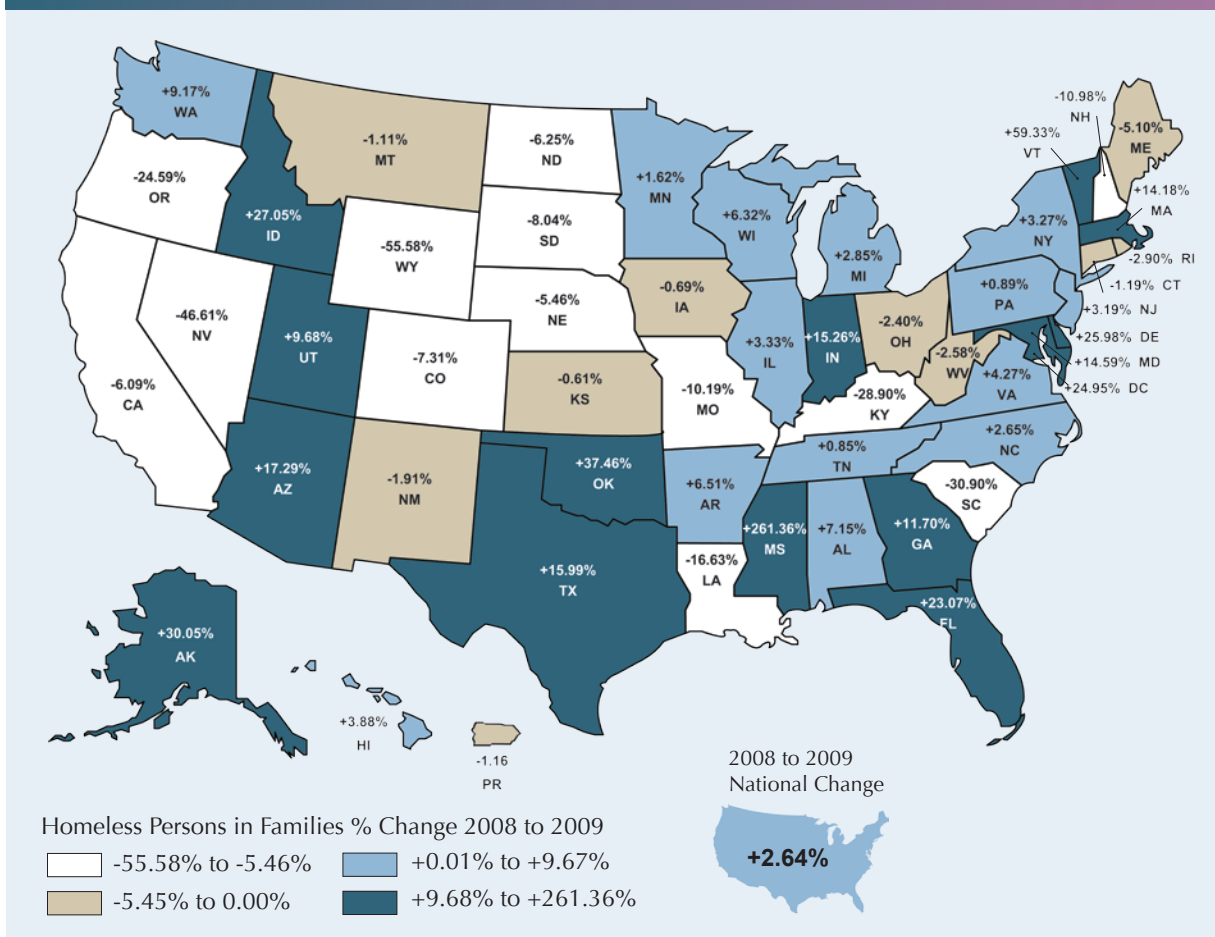 +9.17%
WA
-24.59%
OR
+27.05%
ID
-1.11%
MT
-55.58%
WY
-6.25%
ND
-8.04%
SD
-5.46%
NE
+1.62%
MN
+6.32%
WI
+2.85%
MI
-0.69%
IA
-46.61%
NV
+9.68%
UT
-7.31%
CO
-6.09%
CA
-0.61%
KS
-10.19%
MO
+3.33%
IL
+15.26%
IN
-2.40%
OH
-2.58%
WV
-28.90%
KY
+4.27%
VA
+2.65%
NC
+0.85%
TN
-30.90%
SC
+17.29%
AZ
-1.91%
NM
+37.46%
OK
+6.51%
AR
+261.36%
MS
+7.15%
AL
+11.70%
GA
+15.99%
TX
-16.63%
LA
+23.07%
FL
-10.98%
NH
+59.33%
VT
-5.10%
ME
+14.18%
MA
+3.27%
NY
-2.90% RI
-1.19% CT
+0.89%
PA
+3.19% NJ
+25.98% DE
+14.59% MD
+24.95% DC
+30.05%
AK
+3.88%
HI
-1.16
PR
2008 to 2009
National Change
+2.64%
Homeless Persons in Families % Change 2008 to 2009
-55.58% to -5.46%
+0.01% to +9.67%
-5.45% to 0.00%
+9.68% to +261.36%